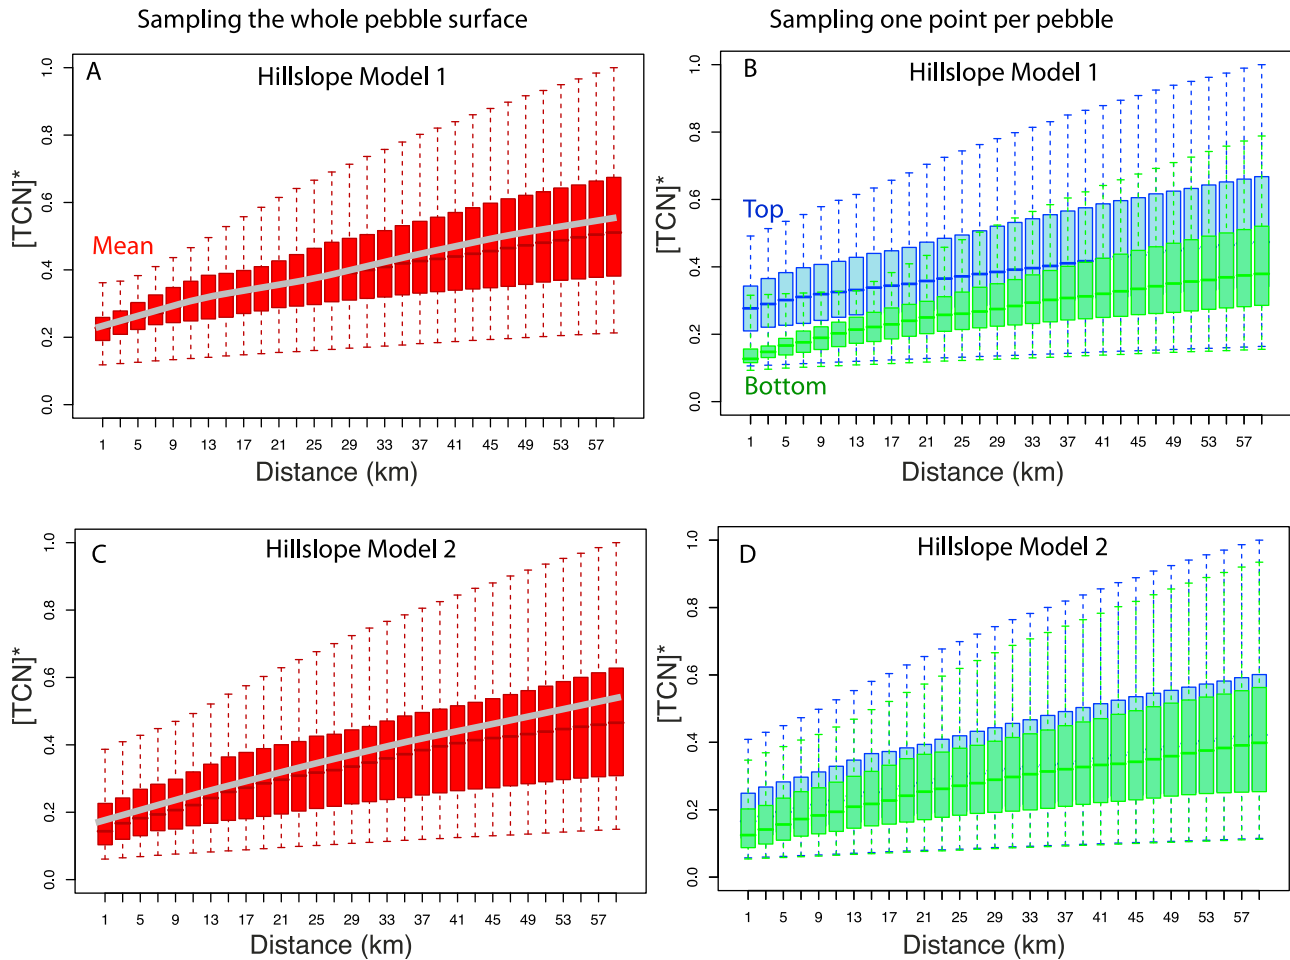 Sampling the whole pebble surface
Sampling one point per pebble
A
Hillslope Model 1
[TCN]*
1.0
0.8
0.6
0.4
0.2
0.0
Mean
1 5 9 13 17 21 25 29 33 37 41 45 49 53 57
Distance (km)
B
Hillslope Model 1
[TCN]*
1.0
0.8
0.6
0.4
0.2
0.0
Top
Bottom
1 5 9 13 17 21 25 29 33 37 41 45 49 53 57
Distance (km)
C
Hillslope Model 2
[TCN]*
1.0
0.8
0.6
0.4
0.2
0.0
1 5 9 13 17 21 25 29 33 37 41 45 49 53 57
Distance (km)
D
Hillslope Model 2
[TCN]*
1.0
0.8
0.6
0.4
0.2
0.0
1 5 9 13 17 21 25 29 33 37 41 45 49 53 57
Distance (km)